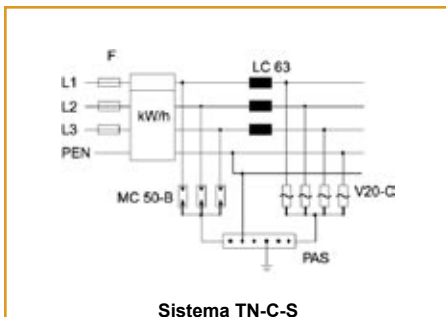 F
LC 63
L1
L2
L3
kW/h
PEN
MC 50-B
V20-C
PAS
Sistema TN-C-S